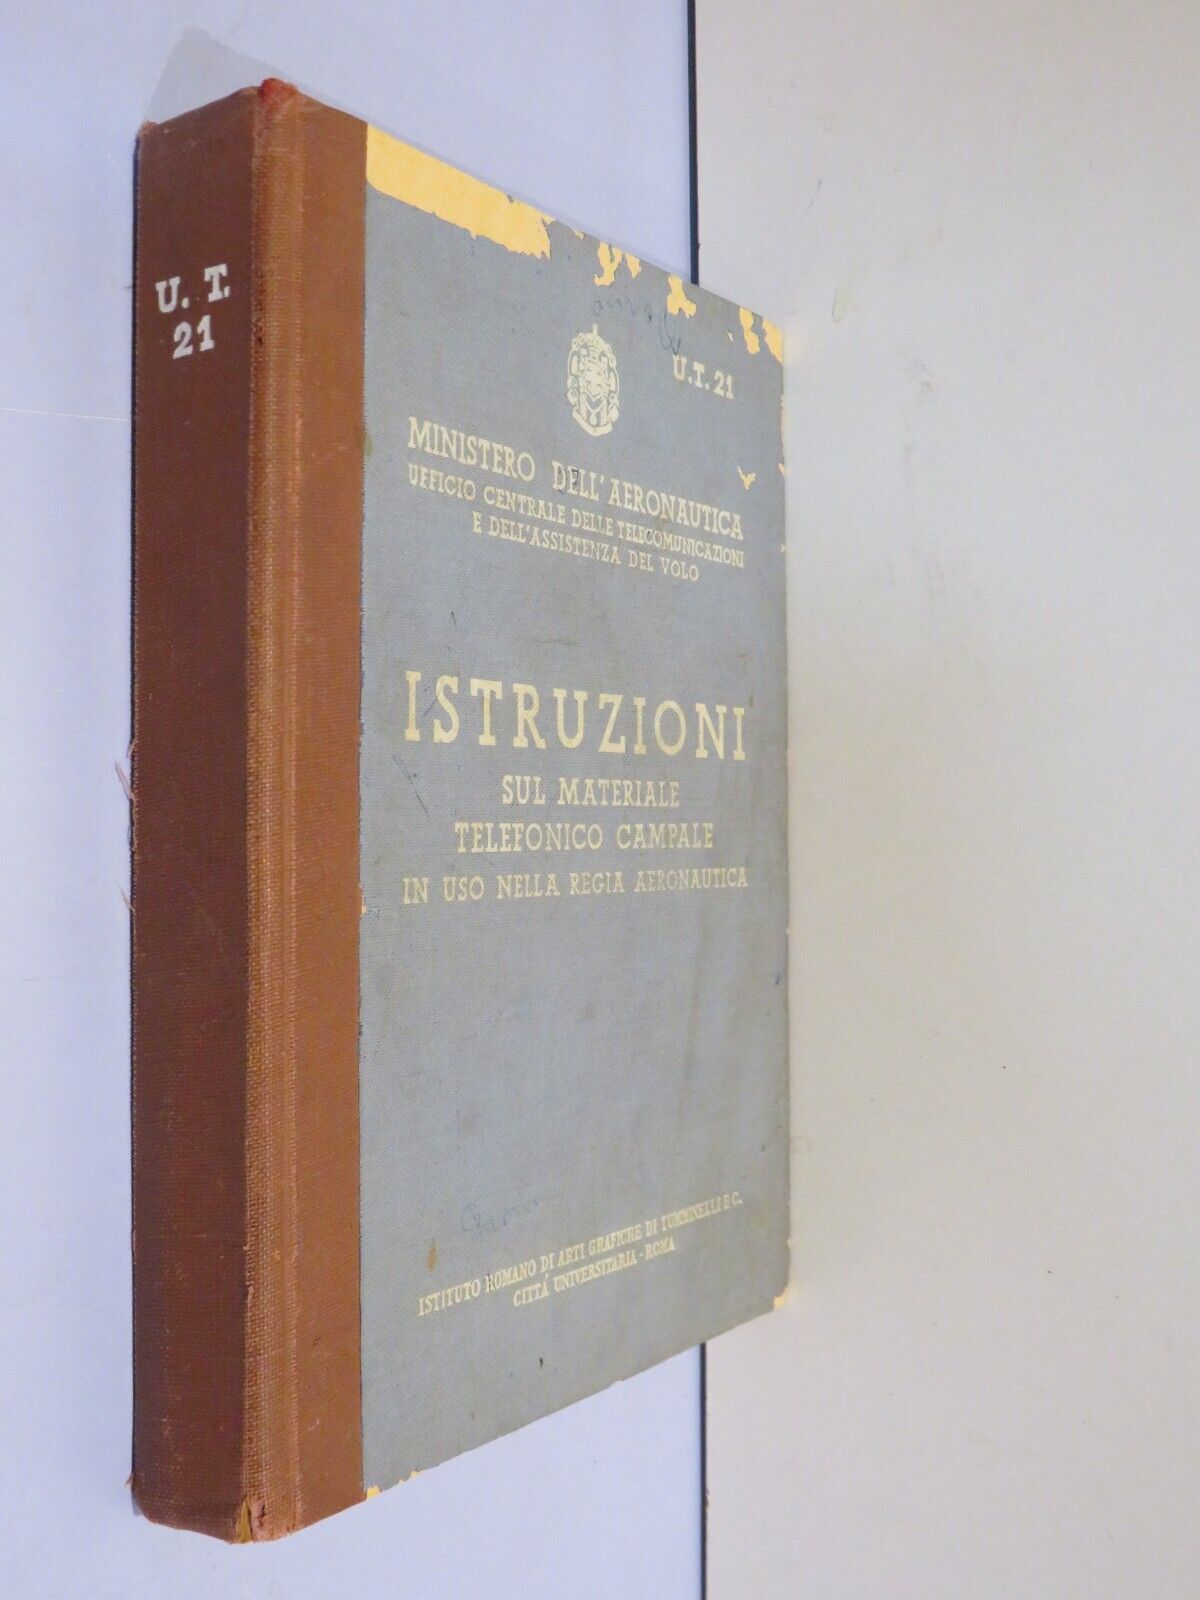 U. T.
21
U.T. 21
MINISTERO DELL'AERONAUTICA
UFFICIO CENTRALE DELLE TELECOMUNICAZIONI
E DELL'ASSISTENZA DEL VOLO
ISTRUZIONI
SUL MATERIALE
TELEFONICO CAMPALE
IN USO NELLA REGIA AERONAUTICA
ISTITUTO ROMANO DI ARTI GRAFICHE DI TUMMINELLI E C.
CITTÁ UNIVERSITARIA - ROMA